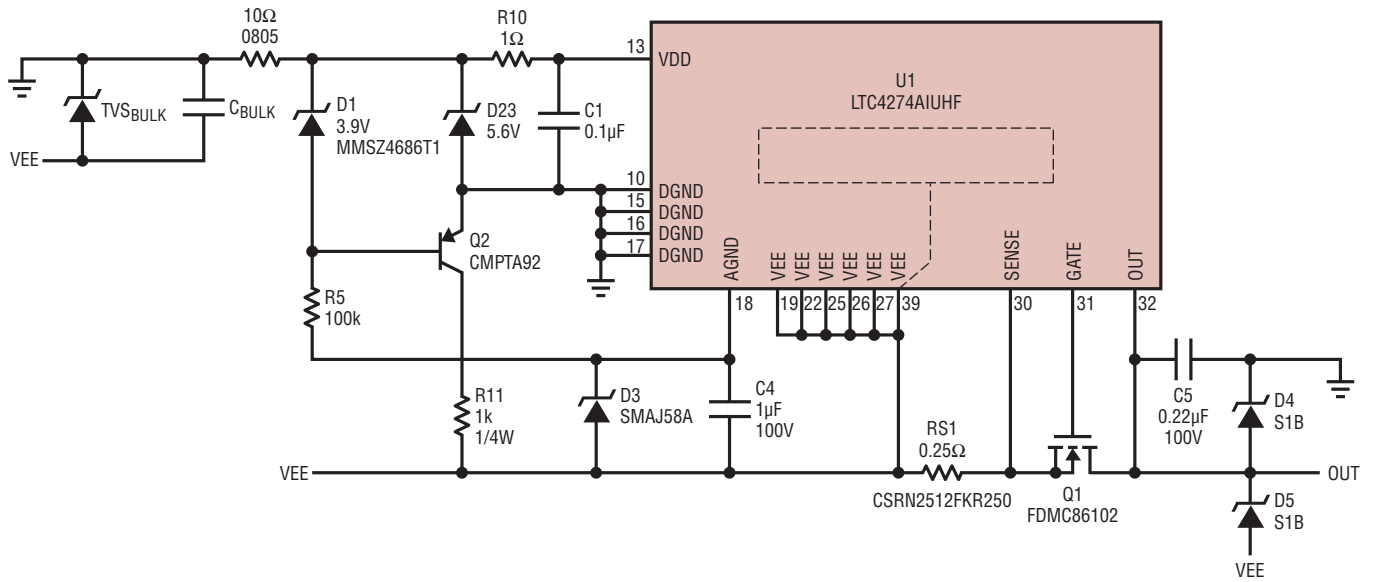 10Ω
0805
R10
1Ω
13
VDD
U1
LTC4274AIUHF
TVSBULK
CBULK
D1
3.9V
MMSZ4686T1
D23
5.6V
C1
0.1µF
VEE
10
DGND
15
DGND
16
DGND
17
DGND
Q2
CMPTA92
AGND
VEE
VEE
VEE
VEE
VEE
VEE
SENSE
GATE
OUT
18
19
22
25
26
27
39
30
31
32
R5
100k
R11
1k
1/4W
D3
SMAJ58A
C4
1µF
100V
C5
0.22µF
100V
D4
S1B
RS1
0.25Ω
CSRN2512FKR250
Q1
FDMC86102
VEE
OUT
D5
S1B
VEE